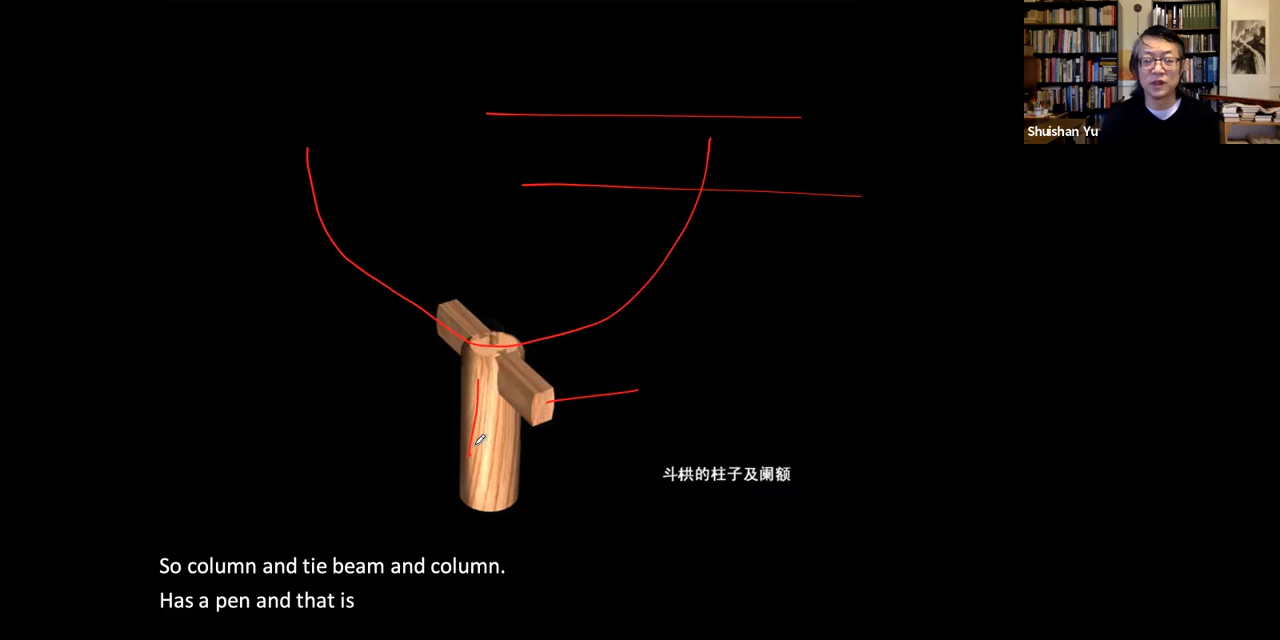 Shuishan Yu
斗栱的柱子及阑额
So column and tie beam and column.
Has a pen and that is